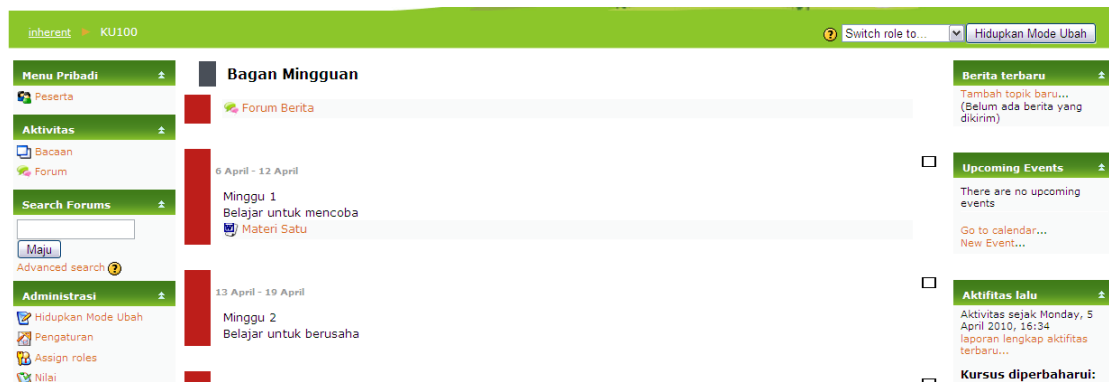 inherent KU100
Switch role to...
Hidupkan Mode Ubah
Menu Pribadi
Peserta
Aktivitas
Bacaan
Forum
Search Forums
Maju
Advanced search
Administrasi
Hidupkan Mode Ubah
Pengaturan
Assign roles
Nilai
Bagan Mingguan
Forum Berita
6 April - 12 April
Minggu 1
Belajar untuk mencoba
Materi Satu
13 April - 19 April
Minggu 2
Belajar untuk berusaha
Berita terbaru
Tambah topik baru...
(Belum ada berita yang
dikirim)
Upcoming Events
There are no upcoming
events
Go to calendar...
New Event...
Aktifitas lalu
Aktivitas sejak Monday, 5
April 2010, 16:34
laporan lengkap aktifitas
terbaru...
Kursus diperbaharui: